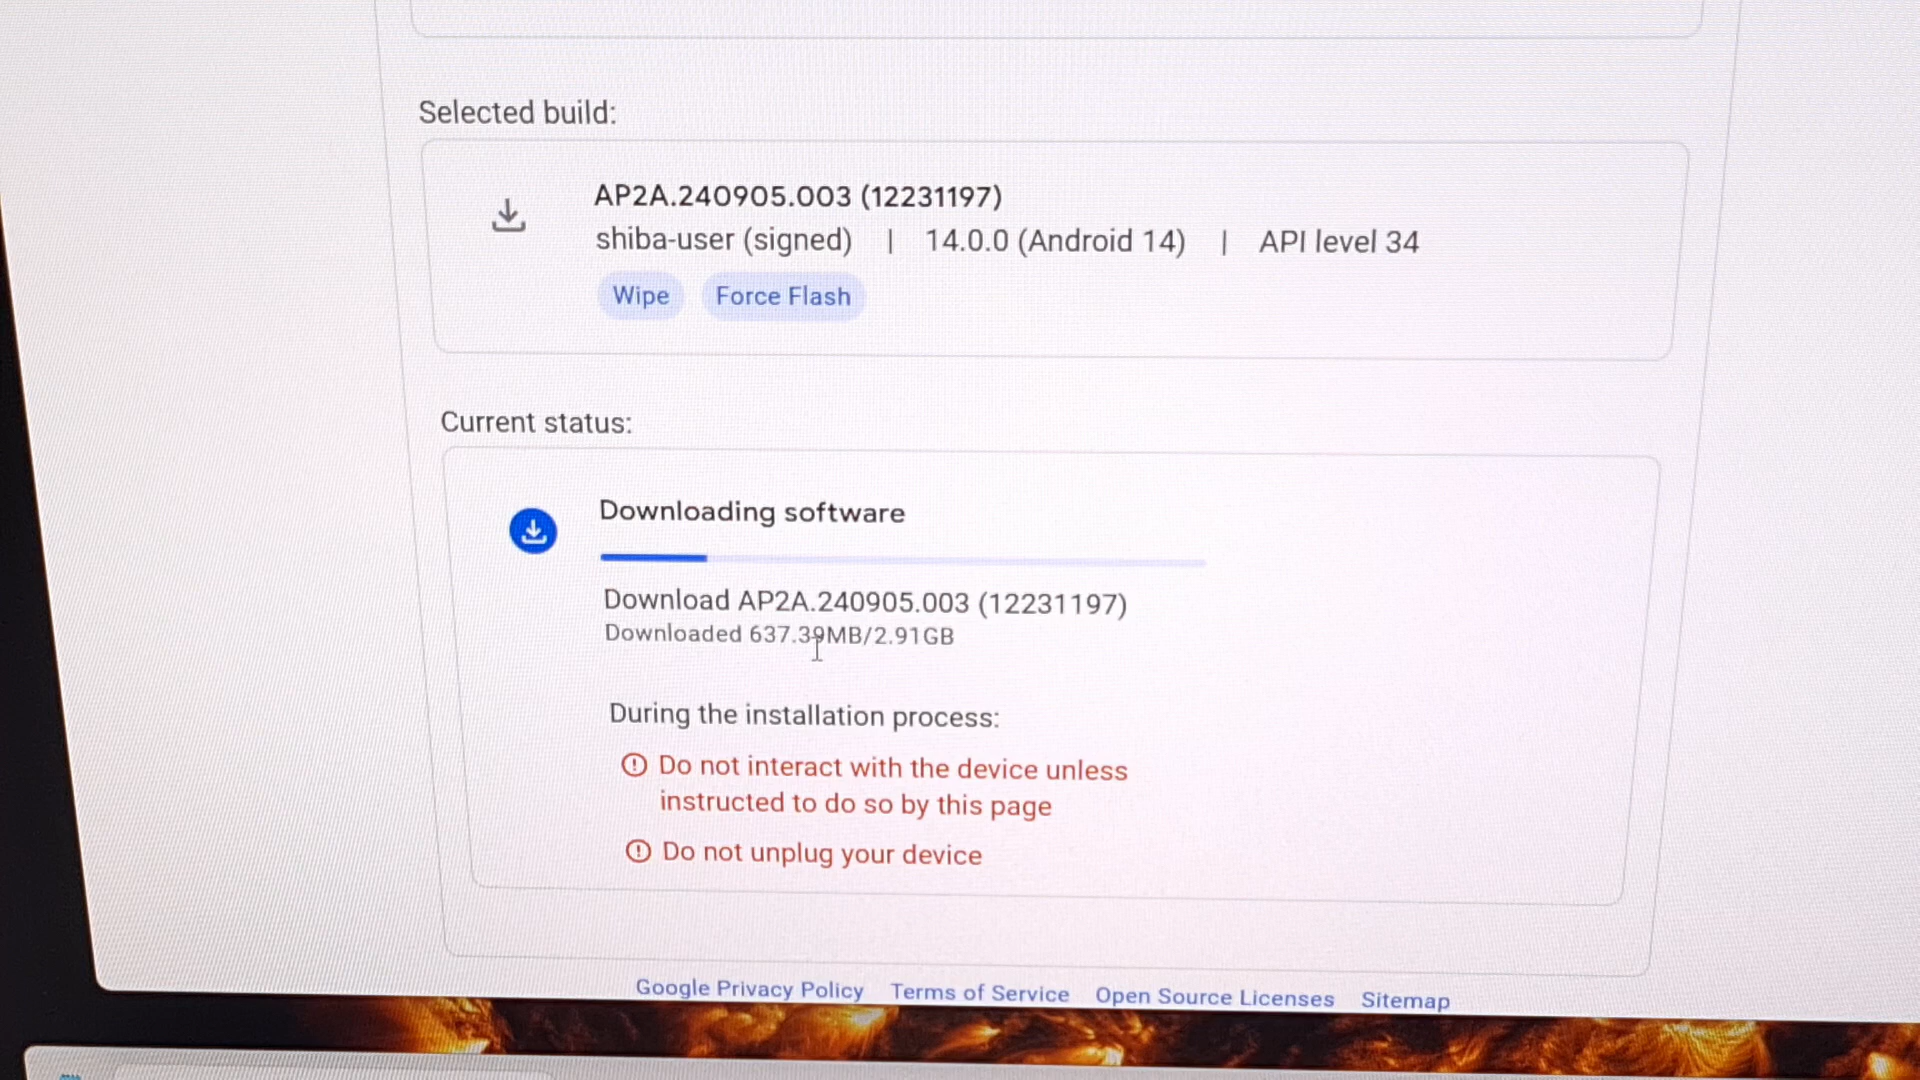 Selected build:
AP2A.240905.003 (12231197)
shiba-user (signed) | 14.0.0 (Android 14) | API level 34
Wipe Force Flash
Current status:
Downloading software
Download AP2A.240905.003 (12231197)
Downloaded 637.39MB/2.91GB
During the installation process:
Do not interact with the device unless
instructed to do so by this page
Do not unplug your device
Google Privacy Policy Terms of Service Open Source Licenses Sitemap